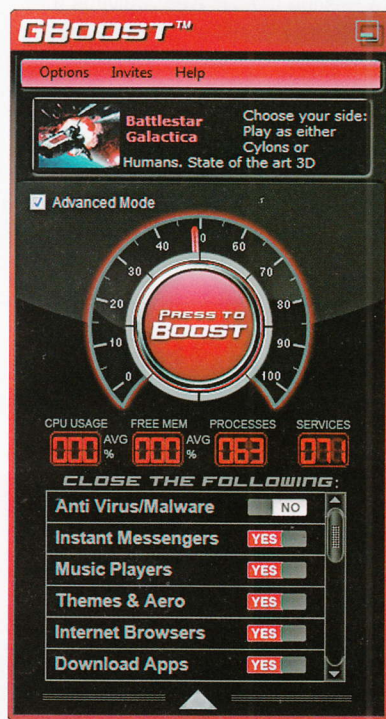 GBOOST™
Options Invites Help
Battlestar Galactica
Choose your side: Play as either Cylons or
Humans. State of the art 3D
Advanced Mode
0 10 20 30 40 60 70 80 90 100
PRESS TO
BOOST
CPU USAGE FREE MEM PROCESSES SERVICES
000 AVG % 000 AVG % 063 071
CLOSE THE FOLLOWING:
Anti Virus/Malware NO
Instant Messengers YES
Music Players YES
Themes & Aero YES
Internet Browsers YES
Download Apps YES